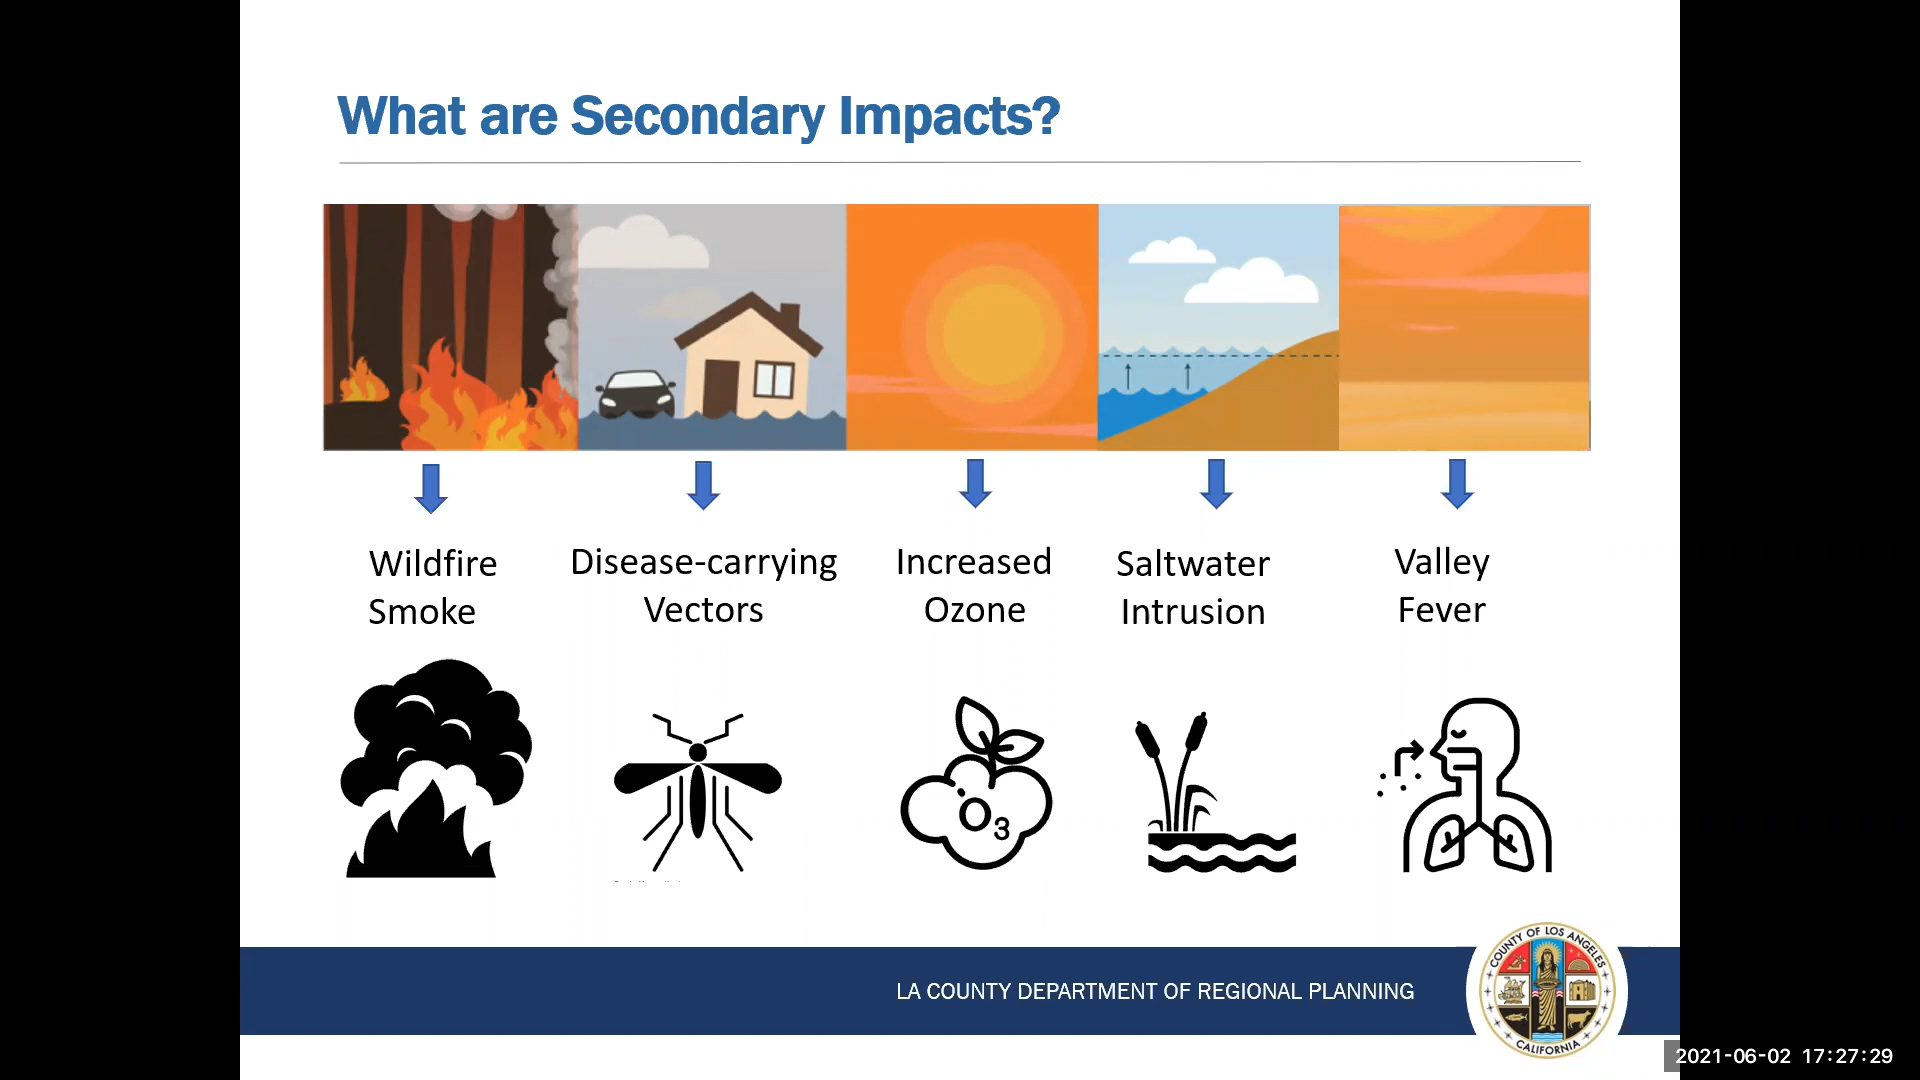 What are Secondary Impacts?
Wildfire
Smoke
Disease-carrying
Vectors
Increased
Ozone
Saltwater
Intrusion
Valley
Fever
O3
LA COUNTY DEPARTMENT OF REGIONAL PLANNING
COUNTY OF LOS ANGELES
CALIFORNIA
2021-06-02 17:27:29